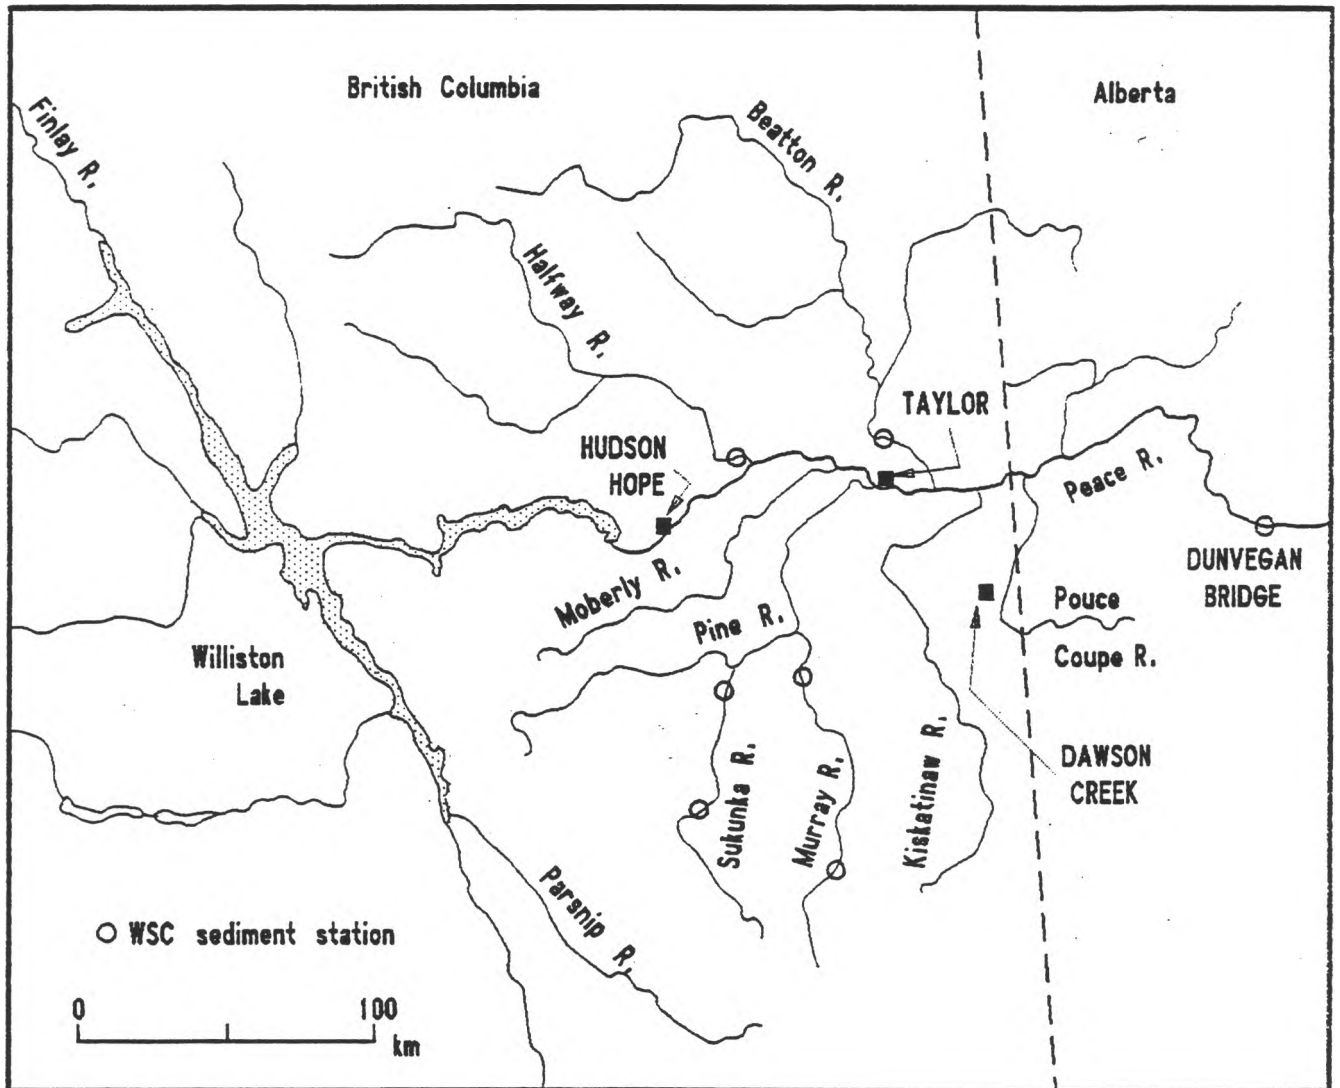 British Columbia
Alberta
Finlay R.
Beatton R.
Halfway R.
TAYLOR
HUDSON
HOPE
Peace R.
DUNVEGAN
BRIDGE
Moberly R.
Pine R.
Pouce
Coupe R.
Williston
Lake
Sukunka R.
Murray R.
Kiskatinaw R.
DAWSON
CREEK
Parsnip R.
WSC sediment station
0 100
km